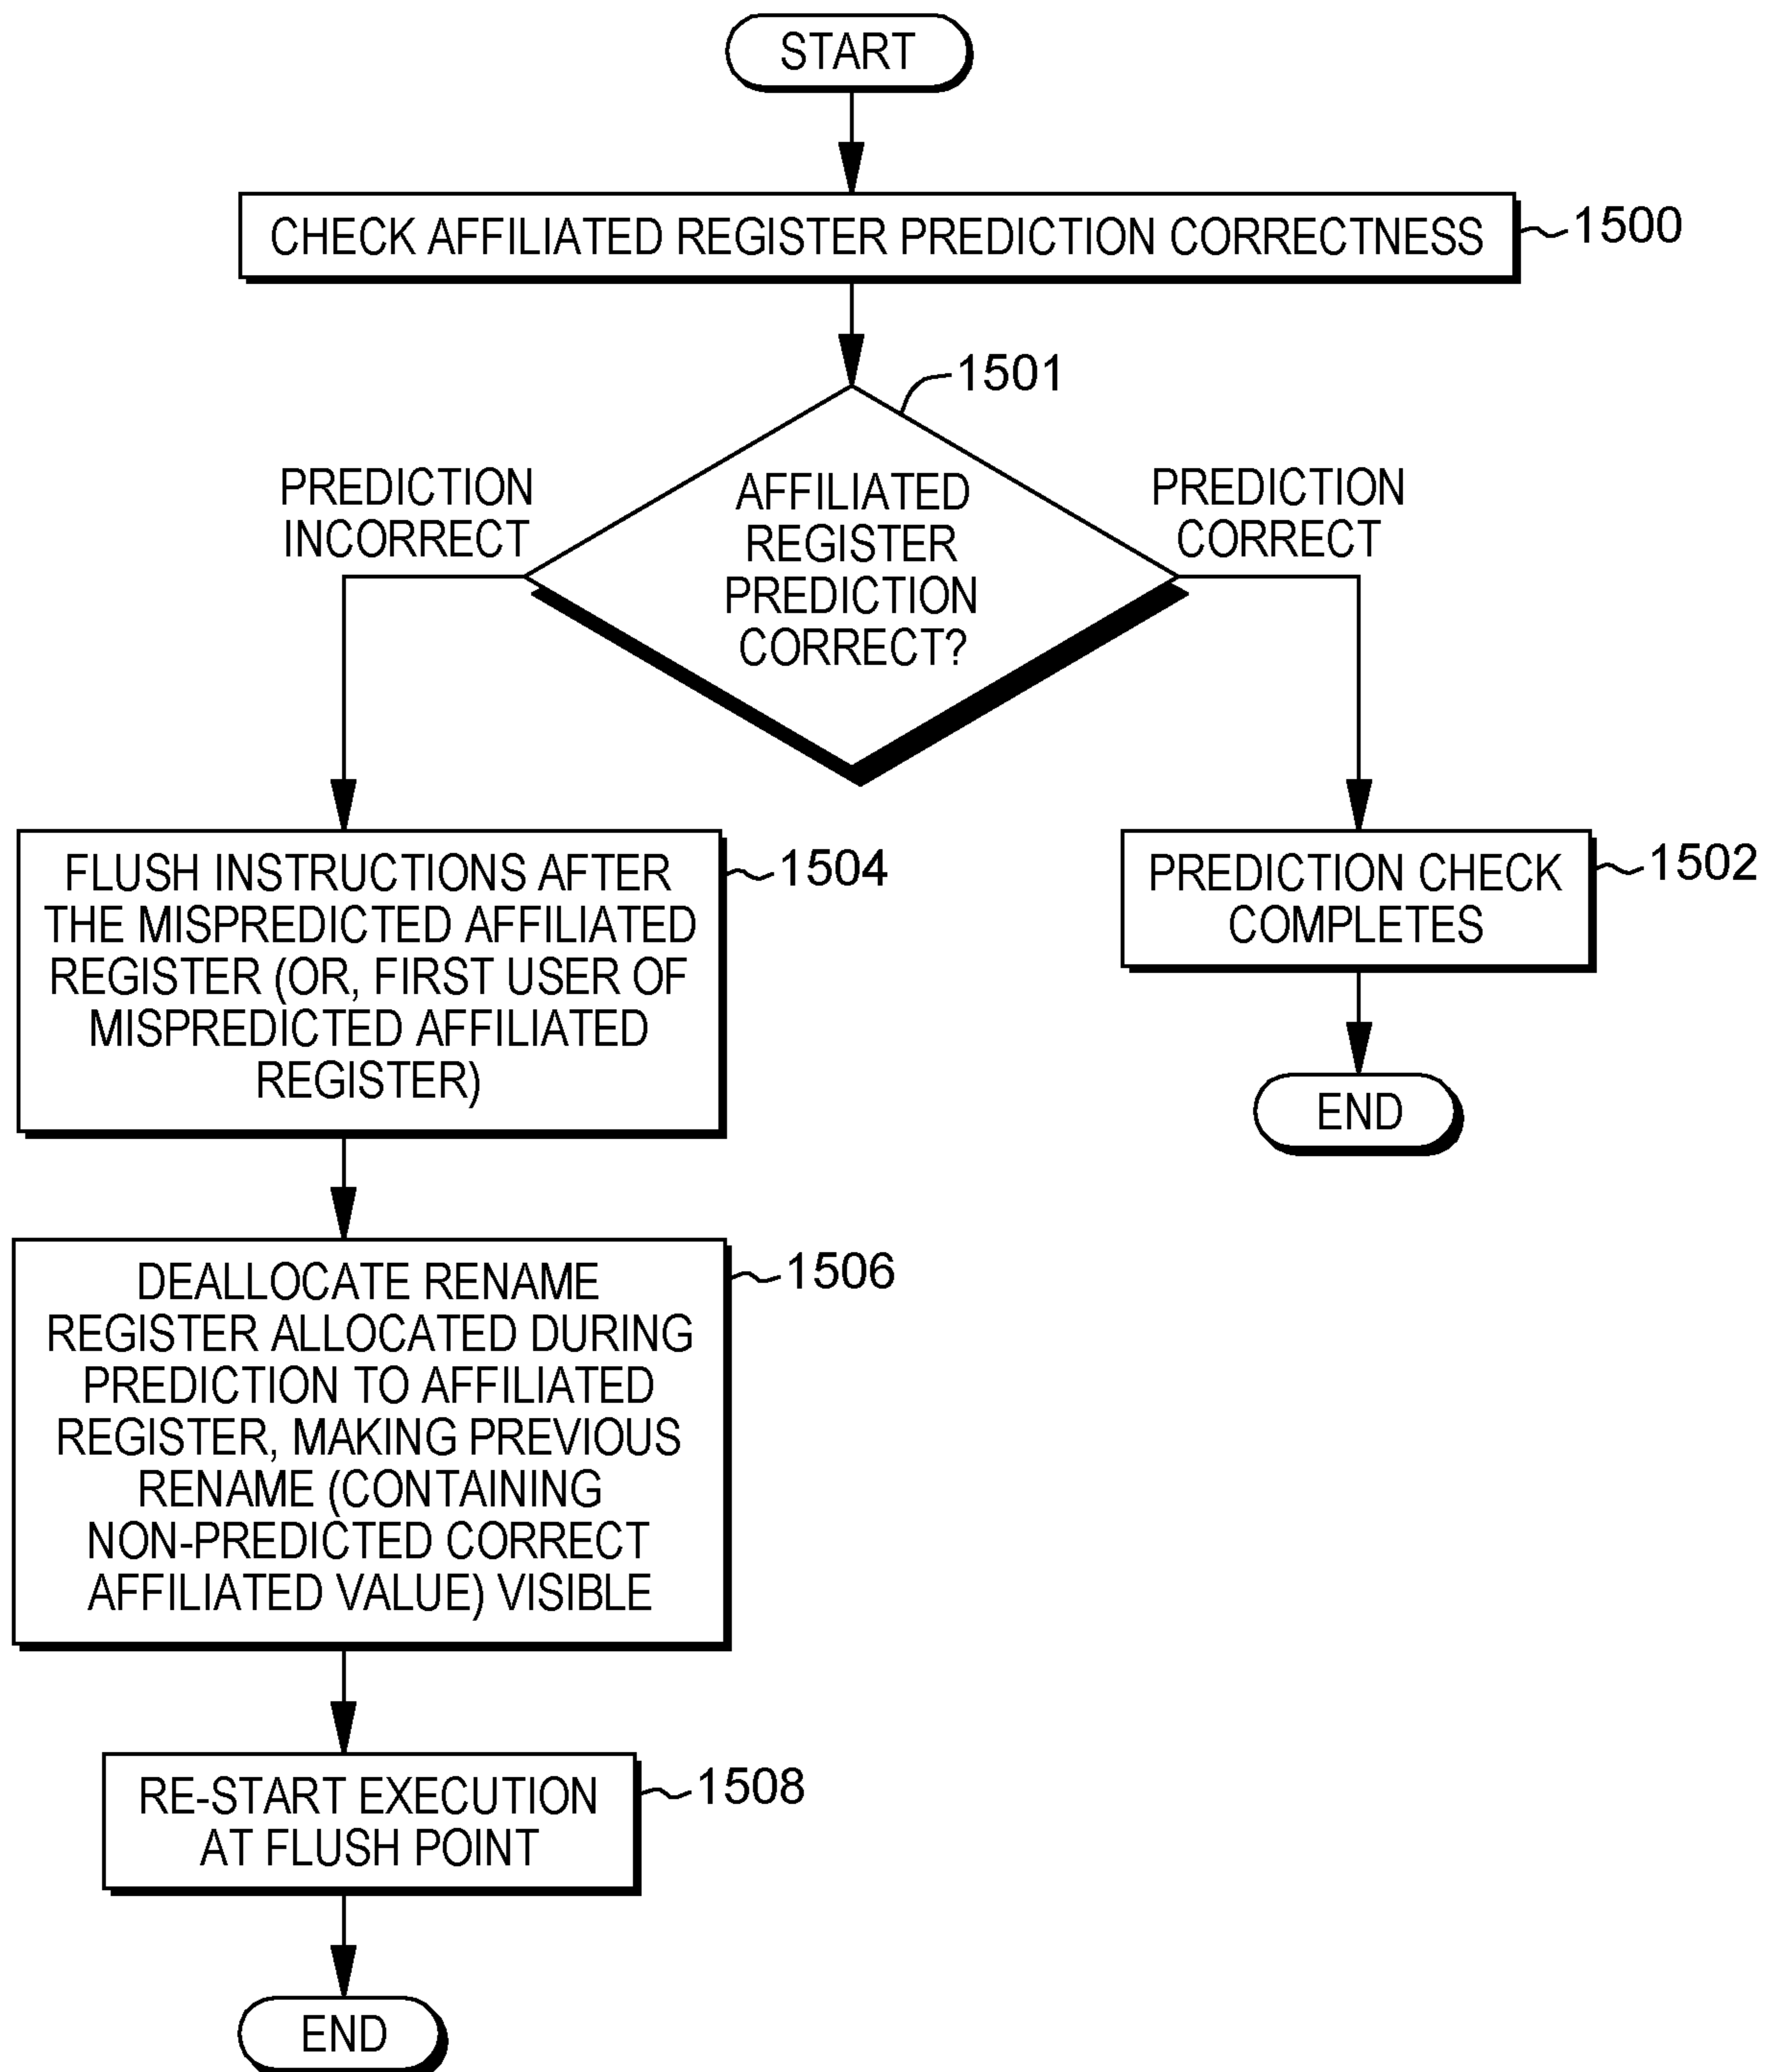 START
CHECK AFFILIATED REGISTER PREDICTION CORRECTNESS
1500
1501
PREDICTION
INCORRECT
AFFILIATED
REGISTER
PREDICTION
CORRECT?
PREDICTION
CORRECT
FLUSH INSTRUCTIONS AFTER
THE MISPREDICTED AFFILIATED
REGISTER (OR, FIRST USER OF
MISPREDICTED AFFILIATED
REGISTER)
1504
PREDICTION CHECK
COMPLETES
1502
END
DEALLOCATE RENAME
REGISTER ALLOCATED DURING
PREDICTION TO AFFILIATED
REGISTER, MAKING PREVIOUS
RENAME (CONTAINING
NON-PREDICTED CORRECT
AFFILIATED VALUE) VISIBLE
1506
RE-START EXECUTION
AT FLUSH POINT
1508
END